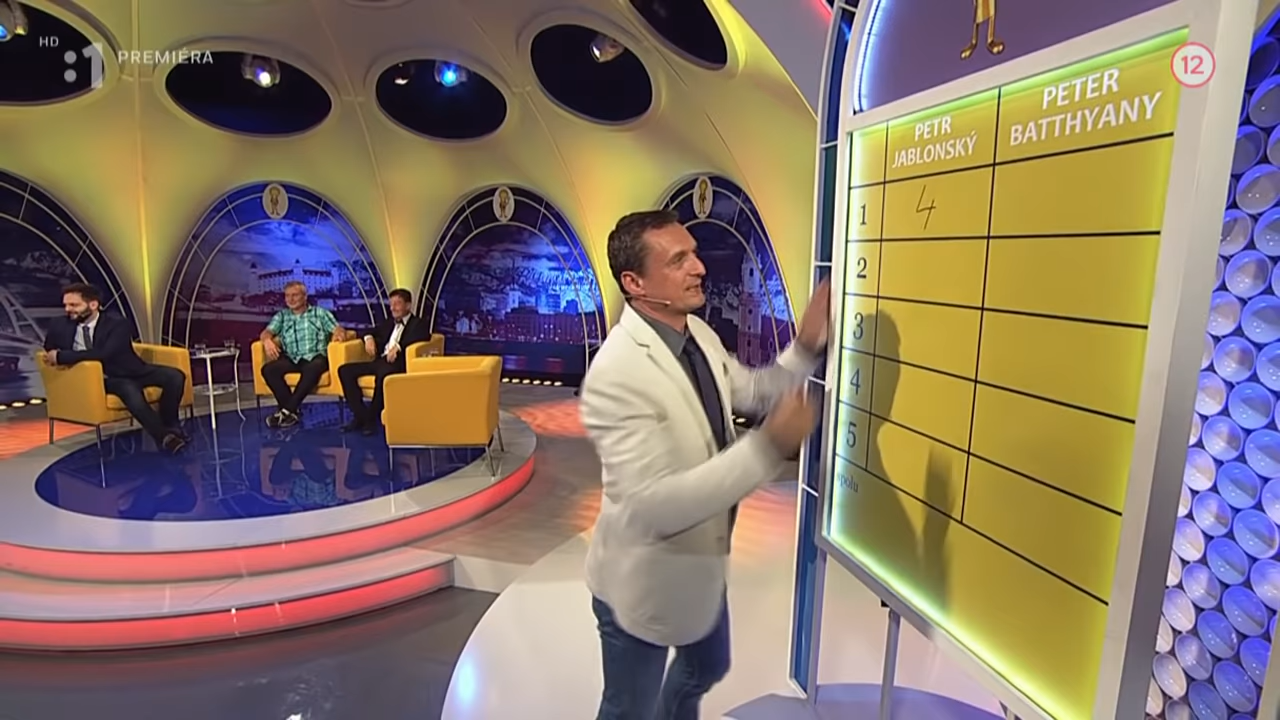 HD
:1 PREMIÉRA
12
PETR
JABLONSKÝ
PETER
BATTHYANY
1
4
2
3
4
5
spolu